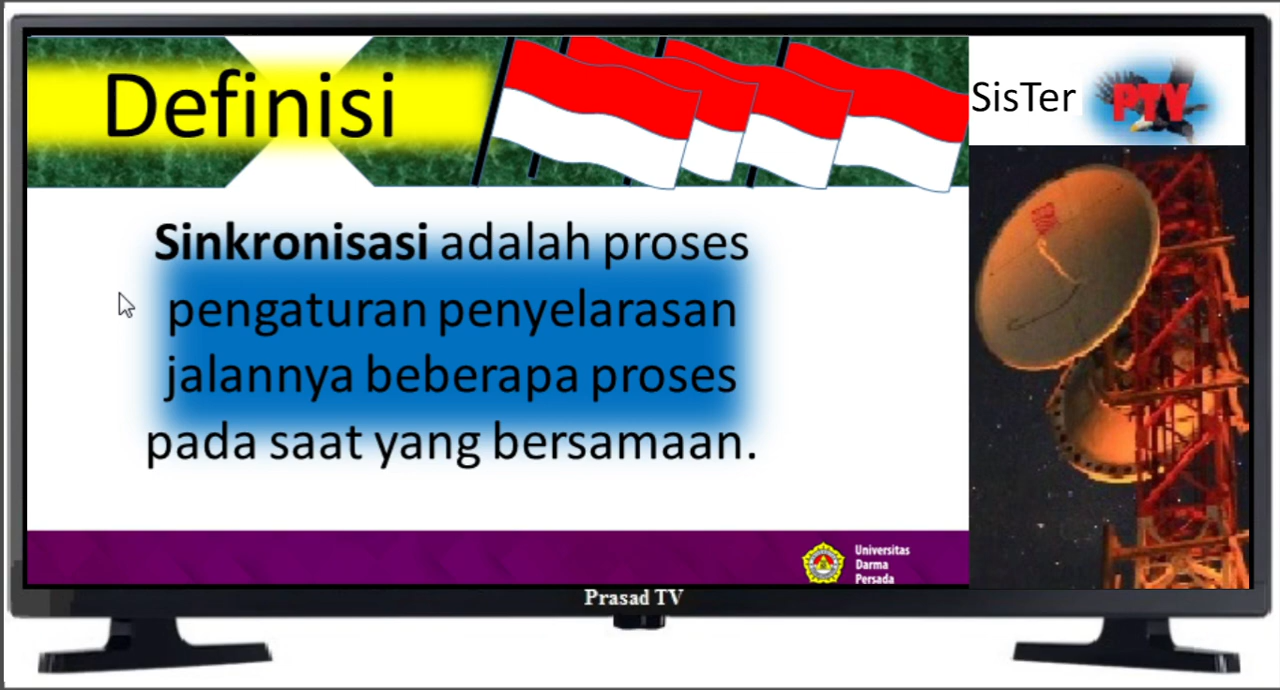 Definisi
SisTer
PTY
Sinkronisasi adalah proses
pengaturan penyelarasan
jalannya beberapa proses
pada saat yang bersamaan.
Universitas
Darma
Persada
Prasad TV